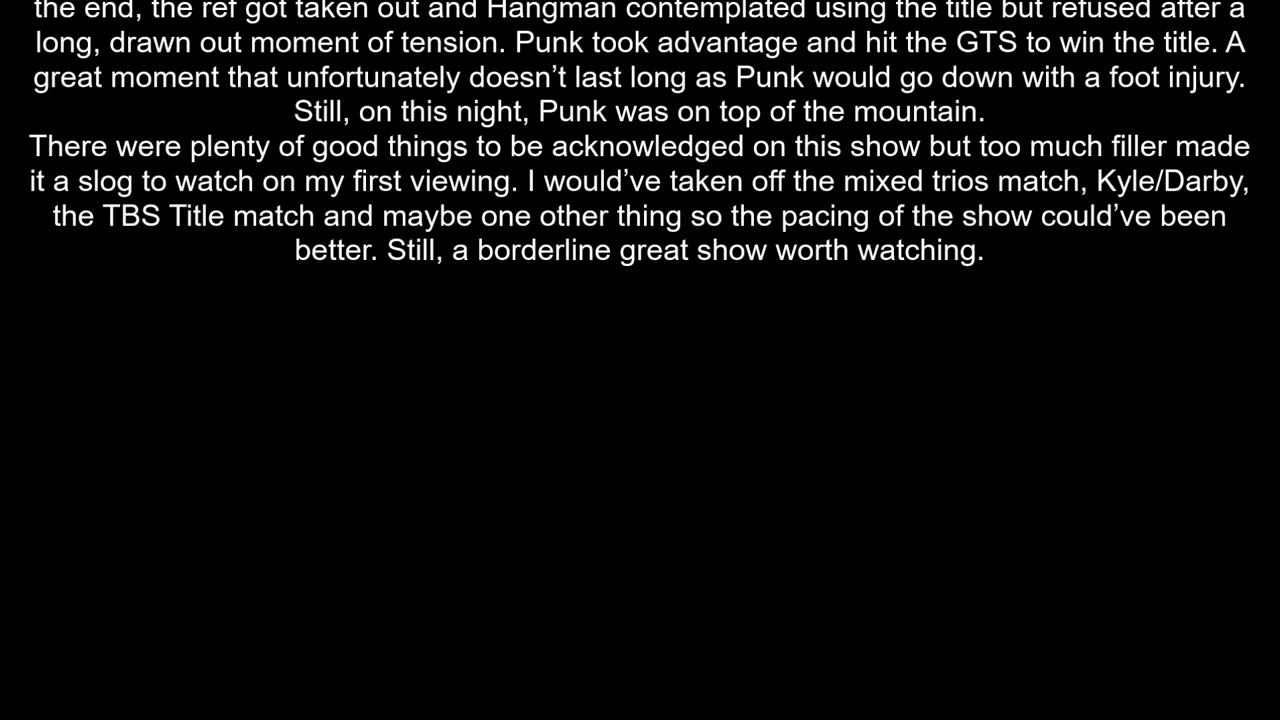 the end, the ref got taken out and Hangman contemplated using the title but refused after a
long, drawn out moment of tension. Punk took advantage and hit the GTS to win the title. A
great moment that unfortunately doesn’t last long as Punk would go down with a foot injury.
Still, on this night, Punk was on top of the mountain.
There were plenty of good things to be acknowledged on this show but too much filler made
it a slog to watch on my first viewing. I would’ve taken off the mixed trios match, Kyle/Darby,
the TBS Title match and maybe one other thing so the pacing of the show could’ve been
better. Still, a borderline great show worth watching.